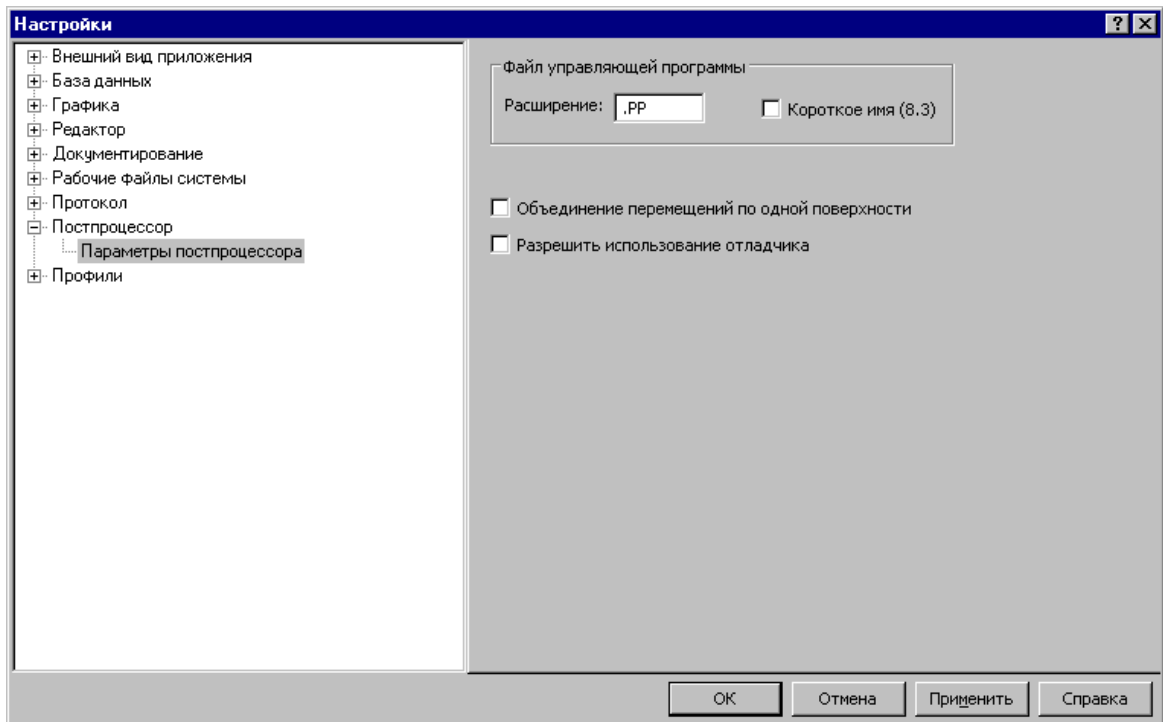 Настройки
Внешний вид приложения
База данных
Графика
Редактор
Документирование
Рабочие файлы системы
Протокол
Постпроцессор
Параметры постпроцессора
Профили
Файл управляющей программы
Расширение: .PP Короткое имя (8.3)
Объединение перемещений по одной поверхности
Разрешить использование отладчика
ОК Отмена Применить Справка